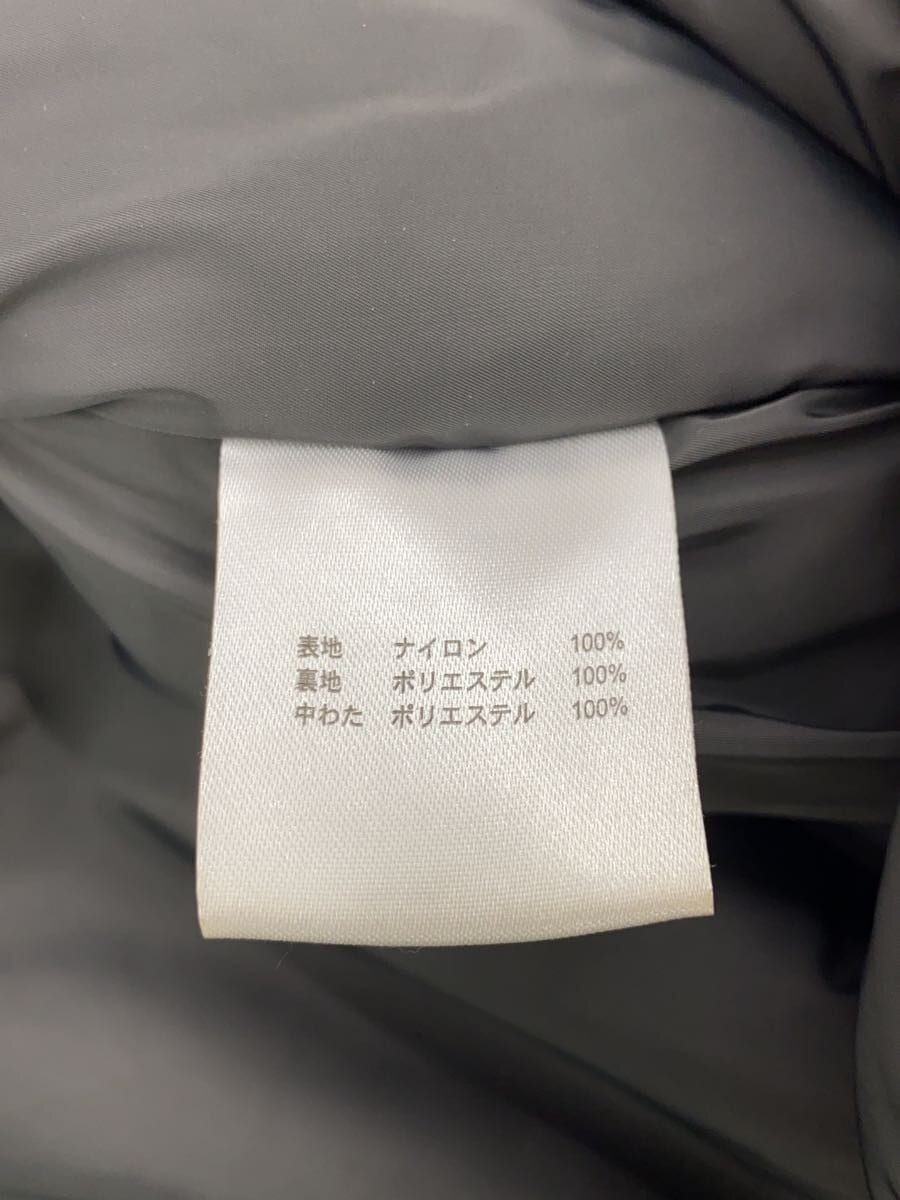 表地 ナイロン 100%
裏地 ポリエステル 100%
中わた ポリエステル 100%